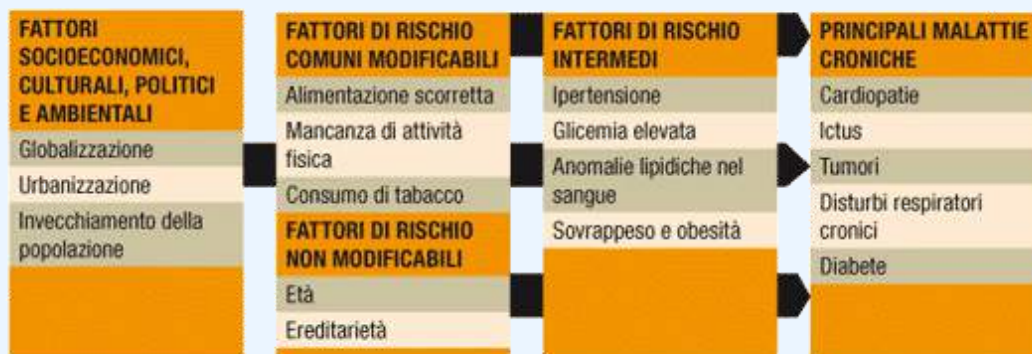 FATTORI
SOCIOECONOMICI,
CULTURALI, POLITICI
E AMBIENTALI
Globalizzazione
Urbanizzazione
Invecchiamento della
popolazione
FATTORI DI RISCHIO
COMUNI MODIFICABILI
Alimentazione scorretta
Mancanza di attività
fisica
Consumo di tabacco
FATTORI DI RISCHIO
NON MODIFICABILI
Età
Ereditarietà
FATTORI DI RISCHIO
INTERMEDI
Ipertensione
Glicemia elevata
Anomalie lipidiche nel
sangue
Sovrappeso e obesità
PRINCIPALI MALATTIE
CRONICHE
Cardiopatie
Ictus
Tumori
Disturbi respiratori
cronici
Diabete